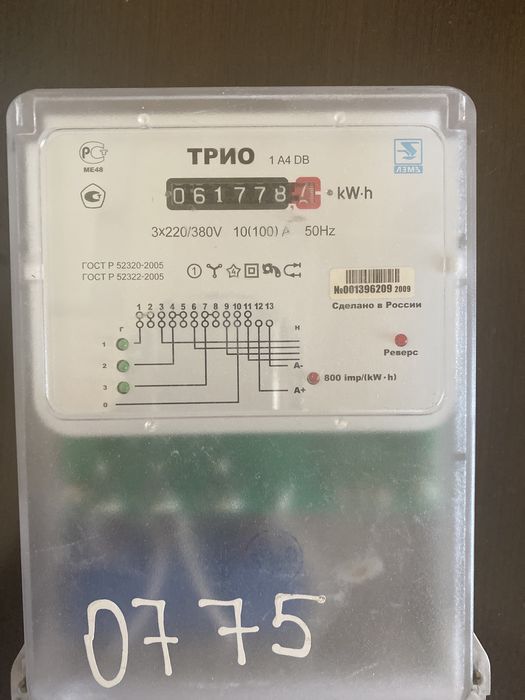 ТРИО 1 А4 DB
МЕ48
ЛЭМЗ
061778 kW·h
3×220/380V 10(100) A 50Hz
ГОСТ Р 52320-2005
ГОСТ Р 52322-2005
1
№001396209 2009
Сделано в России
1 2 3 4 5 6 7 8 9 10 11 12 13
Г Н
1
2
3
0
Реверс
А-
800 imp/(kW·h)
А+
0775